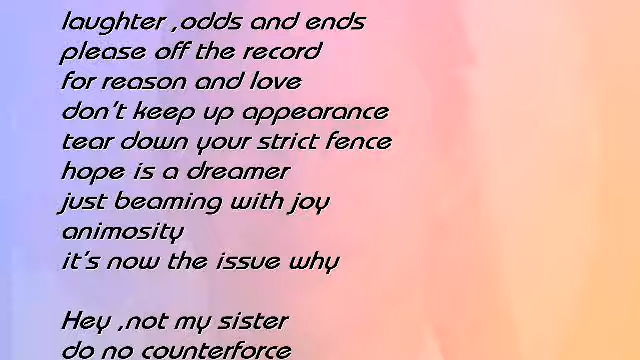 laughter ,odds and ends
please off the record
for reason and love
don't keep up appearance
tear down your strict fence
hope is a dreamer
just beaming with joy
animosity
it's now the issue why
Hey ,not my sister
do no counterforce